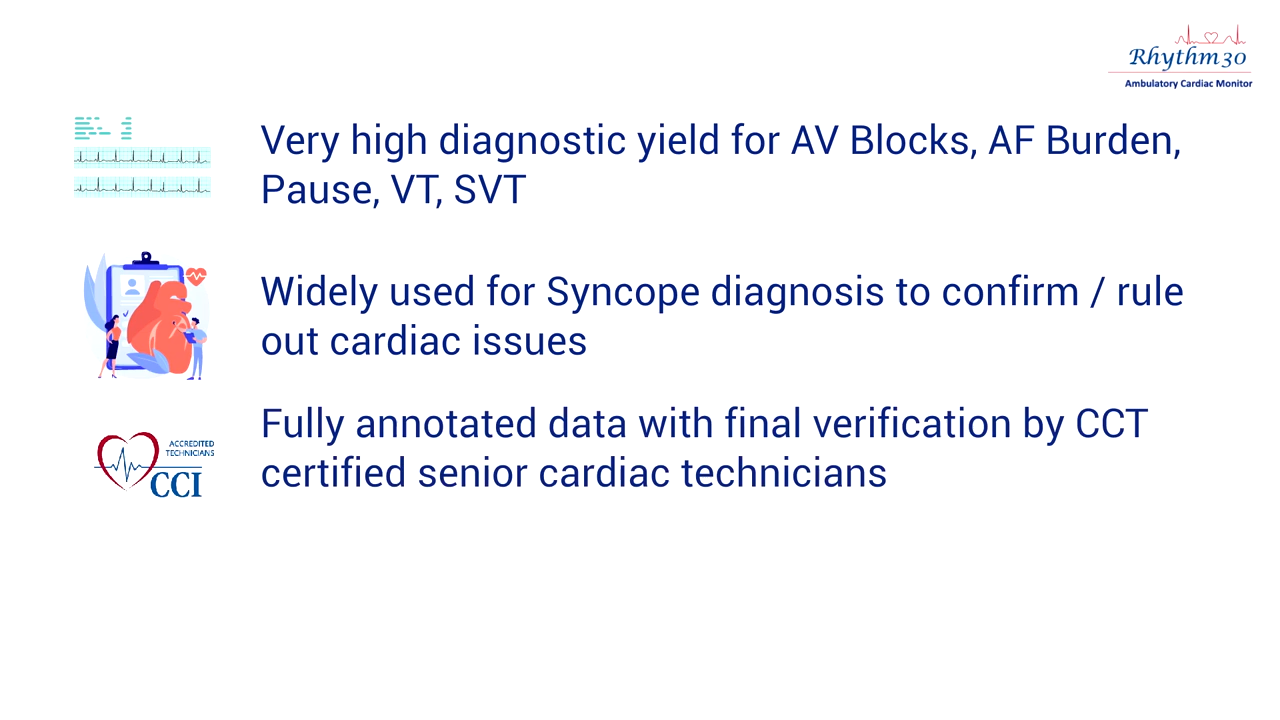 Rhythm30
Ambulatory Cardiac Monitor
Very high diagnostic yield for AV Blocks, AF Burden,
Pause, VT, SVT
Widely used for Syncope diagnosis to confirm / rule
out cardiac issues
Fully annotated data with final verification by CCT
certified senior cardiac technicians
ACCREDITED
TECHNICIANS
CCI